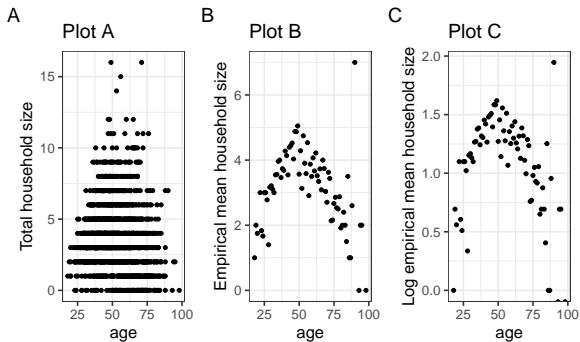 A
Plot A
Total household size
15
10
5
0
25
50
75
100
age
B
Plot B
Empirical mean household size
6
4
2
0
25
50
75
100
age
C
Plot C
Log empirical mean household size
2.0
1.5
1.0
0.5
0.0
25
50
75
100
age